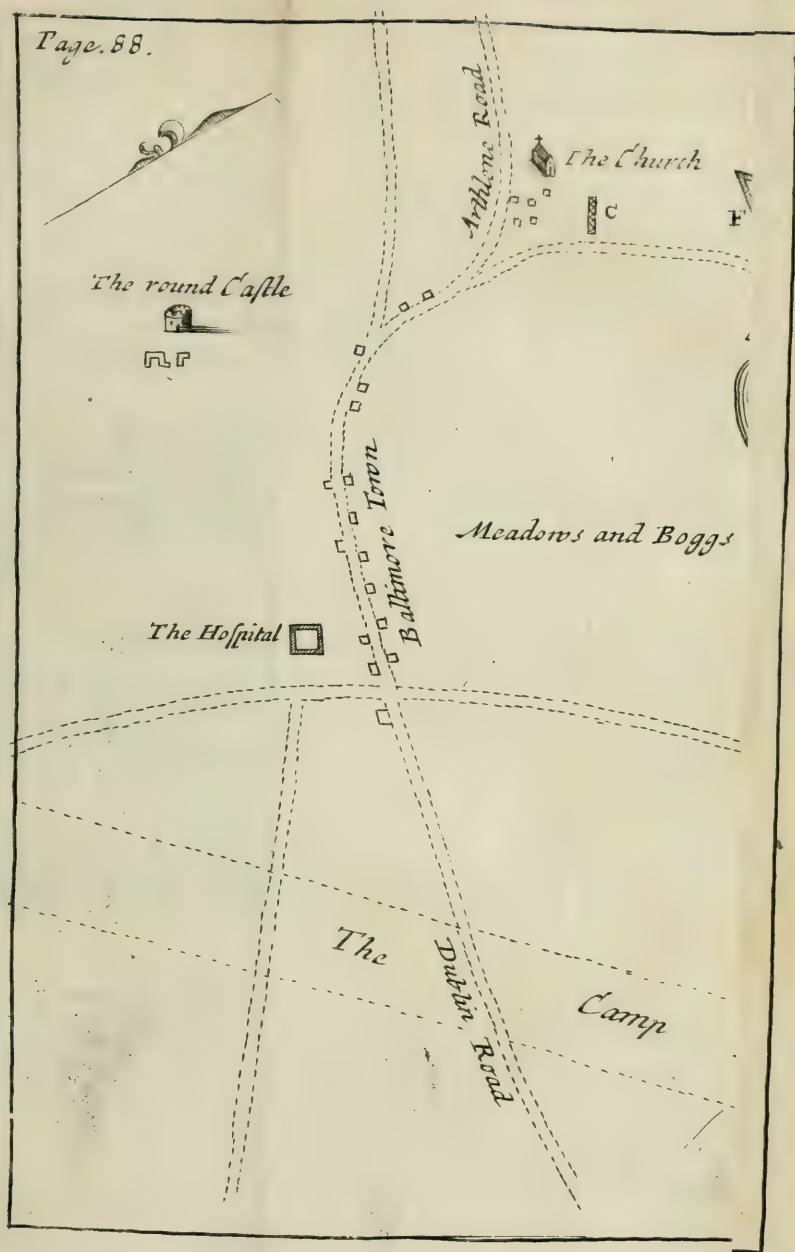 Page. 88.
Arthlone Road
The Church
C
F
The round Caſtle
Ballimore Town
Meadows and Boggs
The Hoſpital
The Camp
Dublin Road